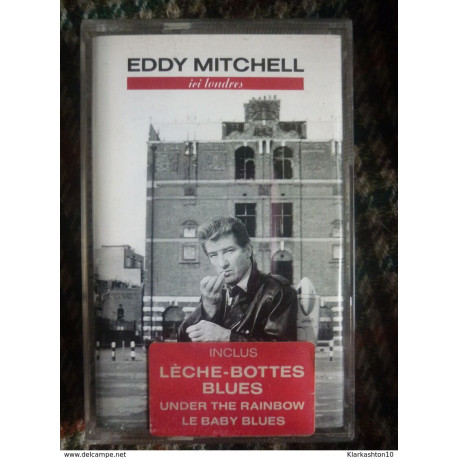 EDDY MITCHELL
ici londres
INCLUS
LÈCHE-BOTTES
BLUES
UNDER THE RAINBOW
LE BABY BLUES
www.delcampe.net
Klarkashton10